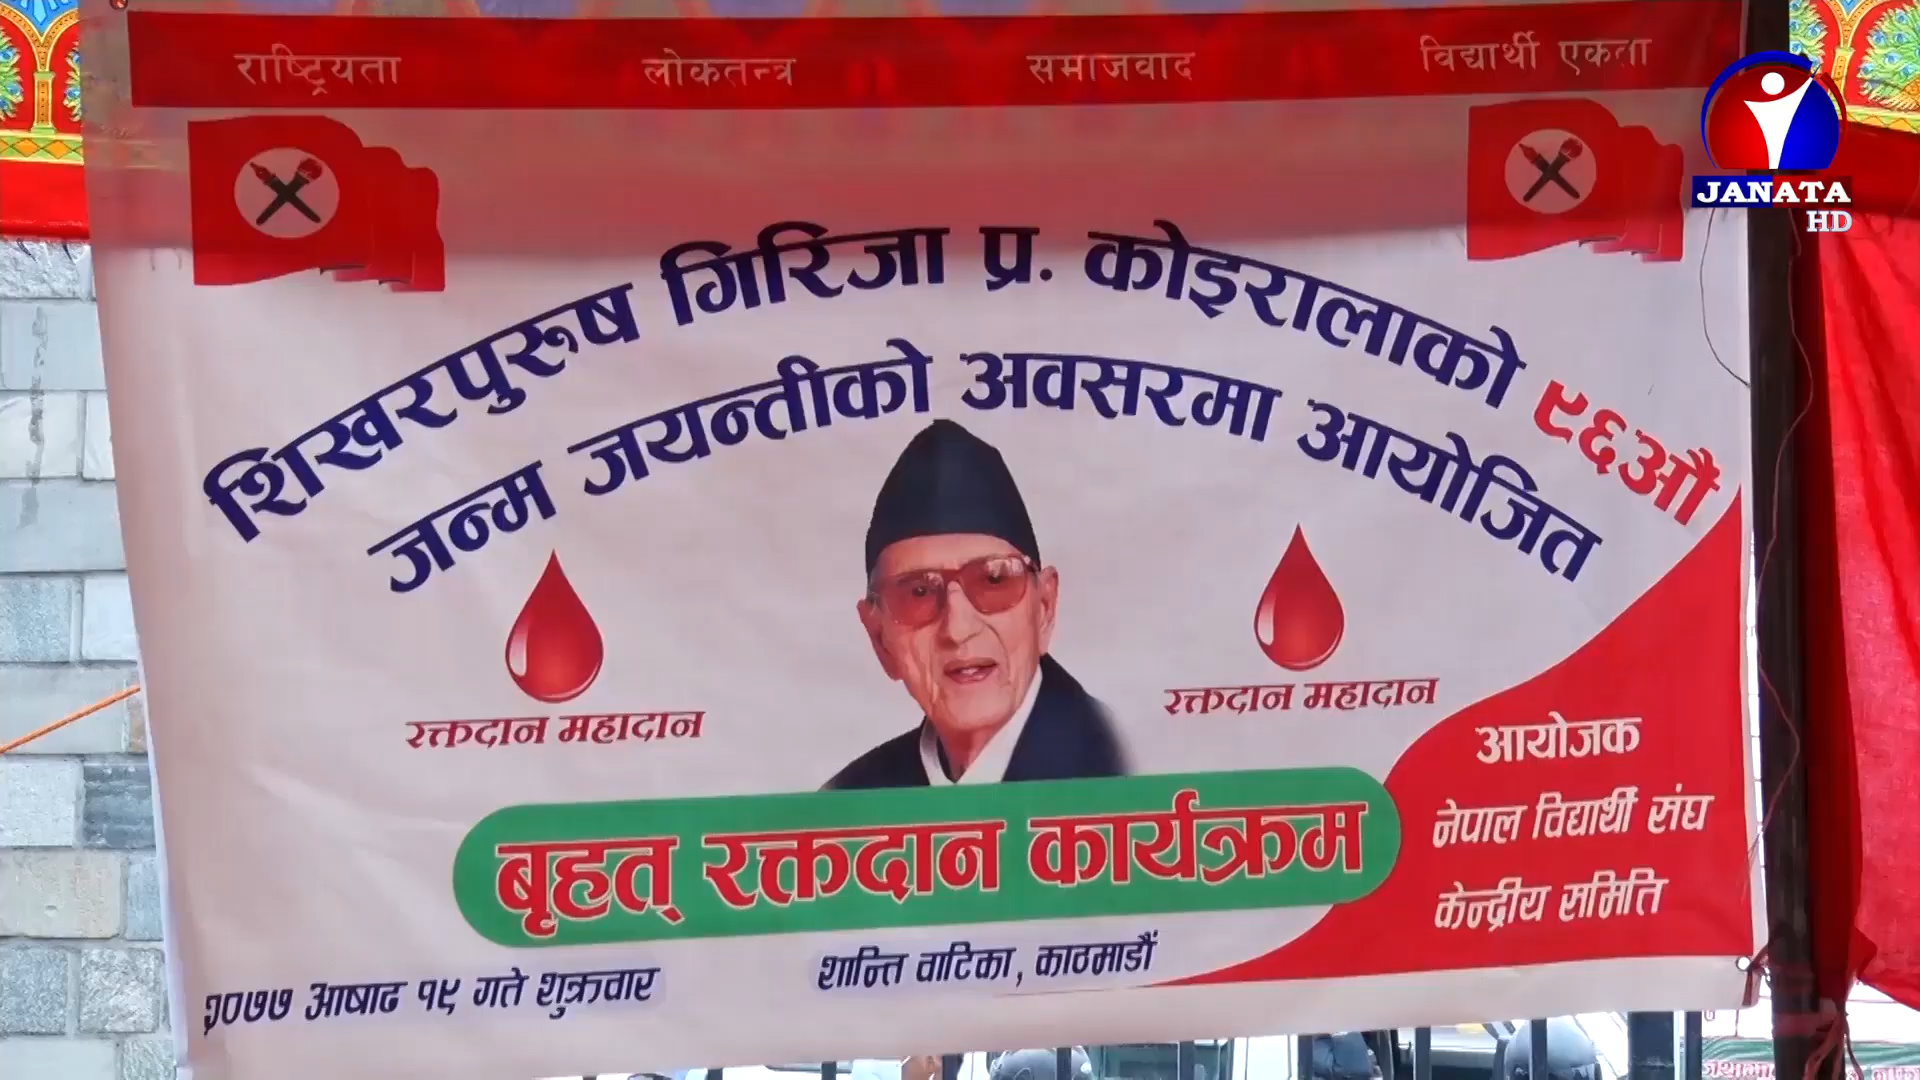 राष्ट्रियता लोकतन्त्र समाजवाद विद्यार्थी एकता
JANATA
HD
शिखरपुरुष गिरिजा प्र. कोइरालाको ९६औं
जन्म जयन्तीको अवसरमा आयोजित
रक्तदान महादान
रक्तदान महादान
बृहत् रक्तदान कार्यक्रम
आयोजक
नेपाल विद्यार्थी संघ
केन्द्रीय समिति
२०७७ आषाढ १९ गते शुक्रवार
शान्ति वाटिका, काठमाडौं